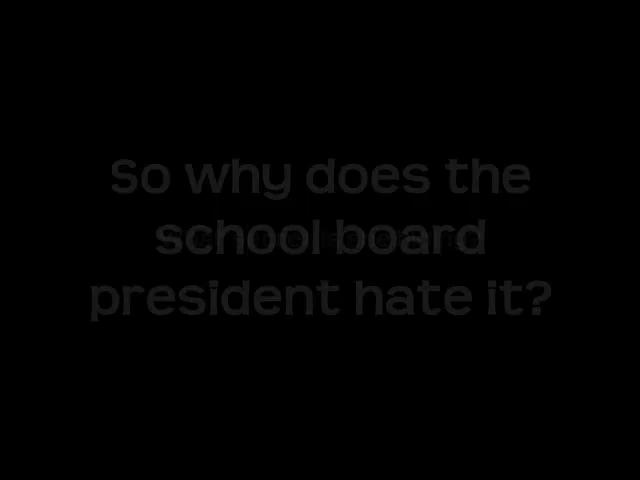 So why does the
school board
president hate it?